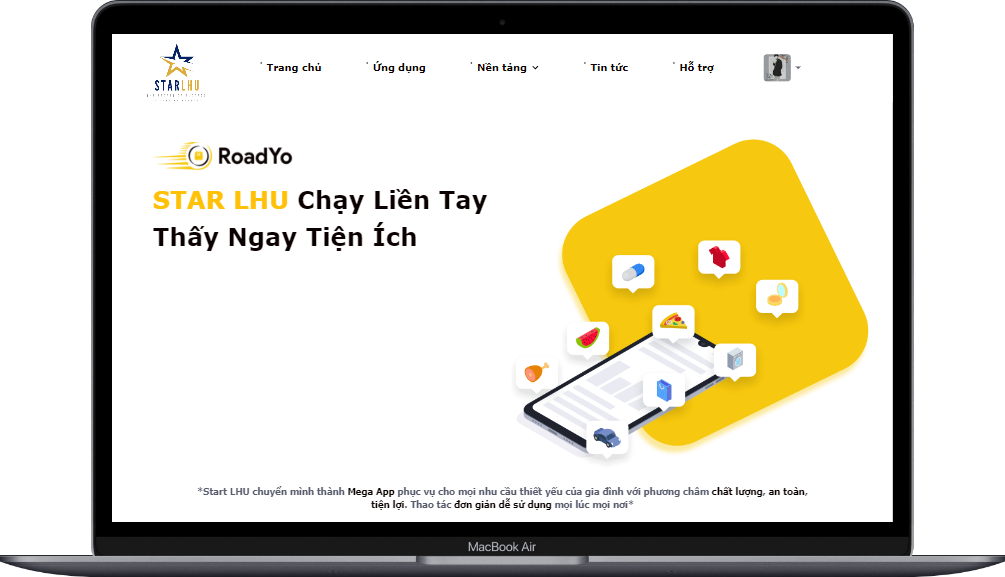 Trang chủ
Ứng dụng
Nền tảng
Tin tức
Hỗ trợ
STARLHU
RoadYo
STAR LHU Chạy Liền Tay
Thấy Ngay Tiện Ích
*Start LHU chuyển mình thành Mega App phục vụ cho mọi nhu cầu thiết yếu của gia đình với phương châm chất lượng, an toàn,
tiện lợi. Thao tác đơn giản dễ sử dụng mọi lúc mọi nơi*
MacBook Air